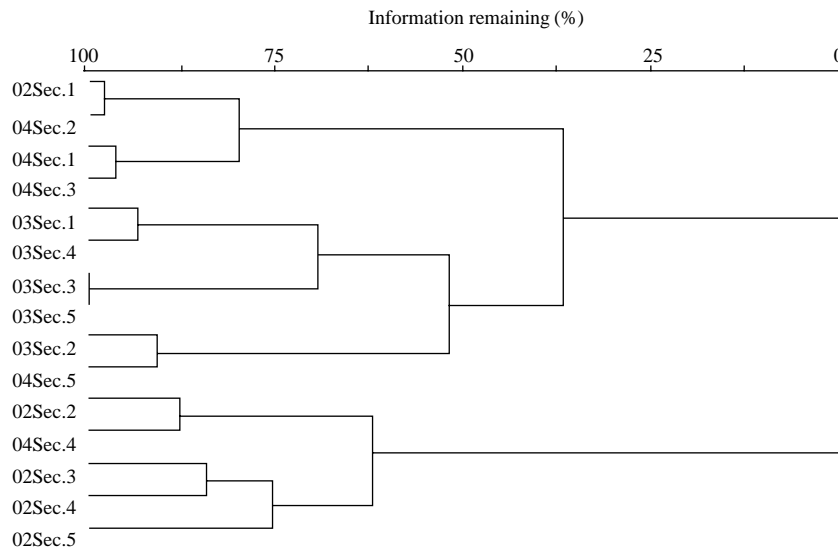 Information remaining (%)
100 75 50 25 0
02Sec.1
04Sec.2
04Sec.1
04Sec.3
03Sec.1
03Sec.4
03Sec.3
03Sec.5
03Sec.2
04Sec.5
02Sec.2
04Sec.4
02Sec.3
02Sec.4
02Sec.5